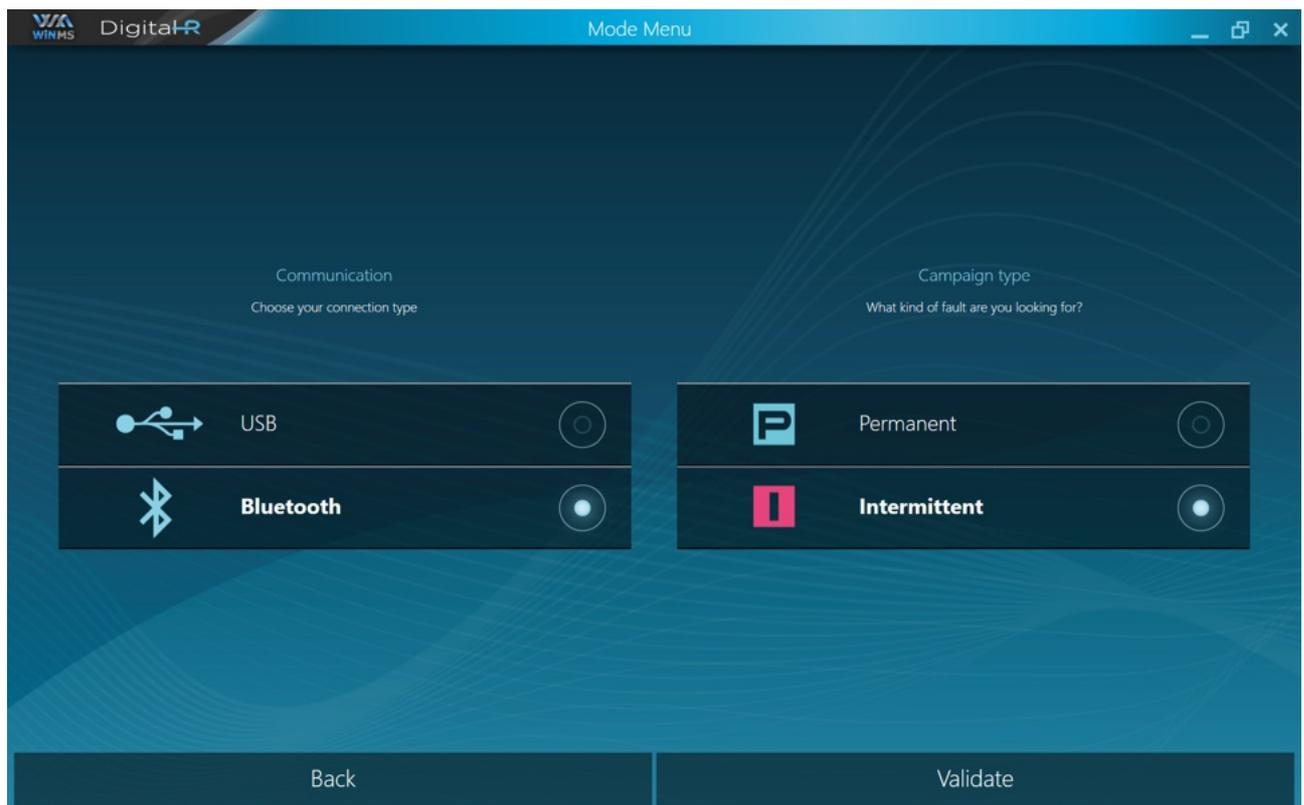 WiNMS DigitalR Mode Menu
Communication
Choose your connection type
USB
Bluetooth
Campaign type
What kind of fault are you looking for?
P Permanent
I Intermittent
Back
Validate